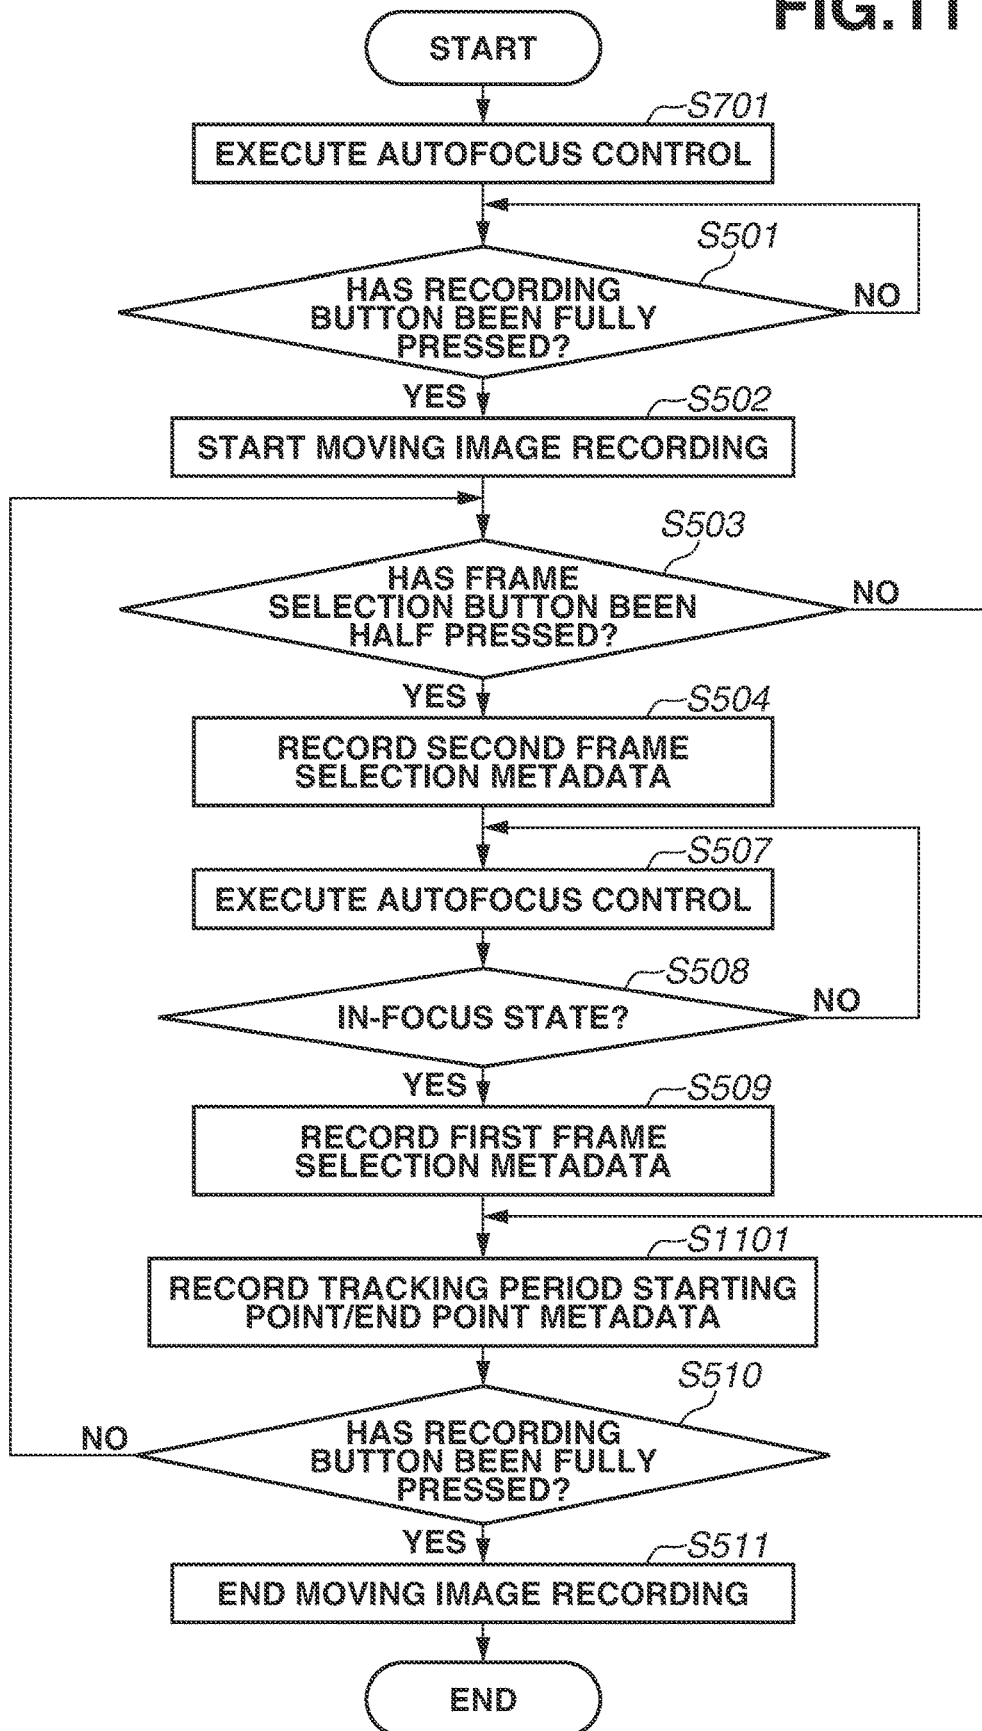 FIG.11
START
S701
EXECUTE AUTOFOCUS CONTROL
S501
HAS RECORDING
BUTTON BEEN FULLY
PRESSED?
NO
YES
S502
START MOVING IMAGE RECORDING
S503
HAS FRAME
SELECTION BUTTON BEEN
HALF PRESSED?
NO
YES
S504
RECORD SECOND FRAME
SELECTION METADATA
S507
EXECUTE AUTOFOCUS CONTROL
S508
IN-FOCUS STATE?
NO
YES
S509
RECORD FIRST FRAME
SELECTION METADATA
S1101
RECORD TRACKING PERIOD STARTING
POINT/END POINT METADATA
S510
HAS RECORDING
BUTTON BEEN FULLY
PRESSED?
NO
YES
S511
END MOVING IMAGE RECORDING
END